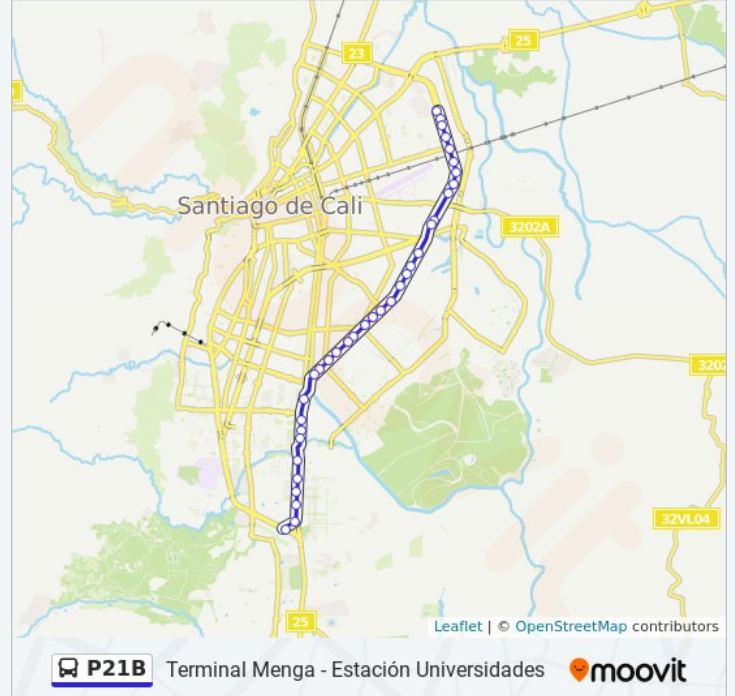 25
23
Santiago de Cali
3202A
3202
32VL04
25
Leaflet | © OpenStreetMap contributors
P21B Terminal Menga - Estación Universidades moovit